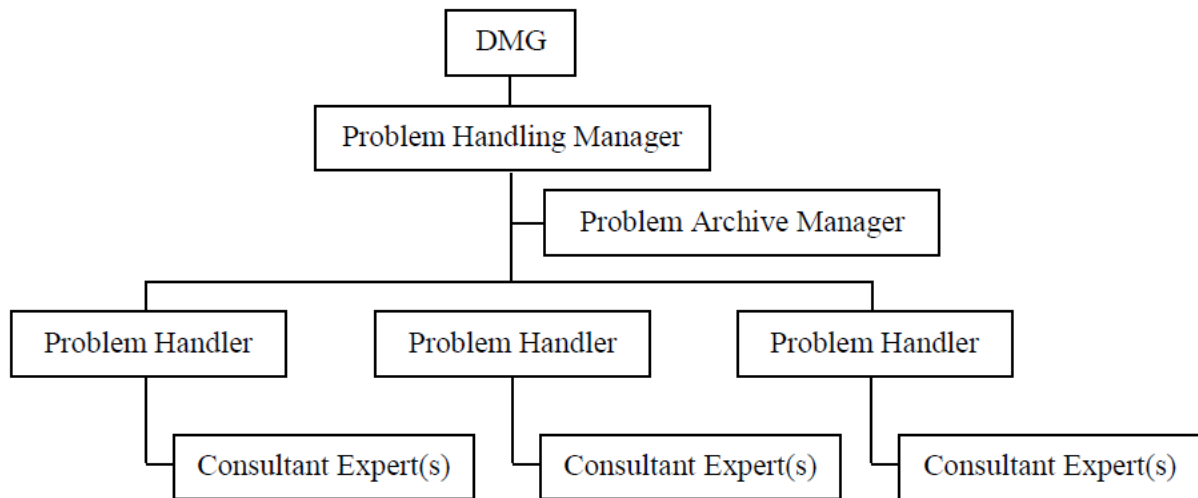 DMG
Problem Handling Manager
Problem Archive Manager
Problem Handler
Problem Handler
Problem Handler
Consultant Expert(s)
Consultant Expert(s)
Consultant Expert(s)